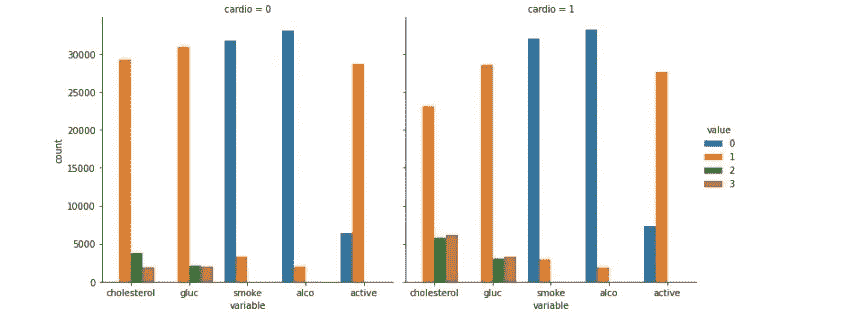 cardio = 0
cardio = 1
30000
25000
20000
15000
10000
5000
0
count
cholesterol gluc smoke alco active
variable
cholesterol gluc smoke alco active
variable
value
0
1
2
3